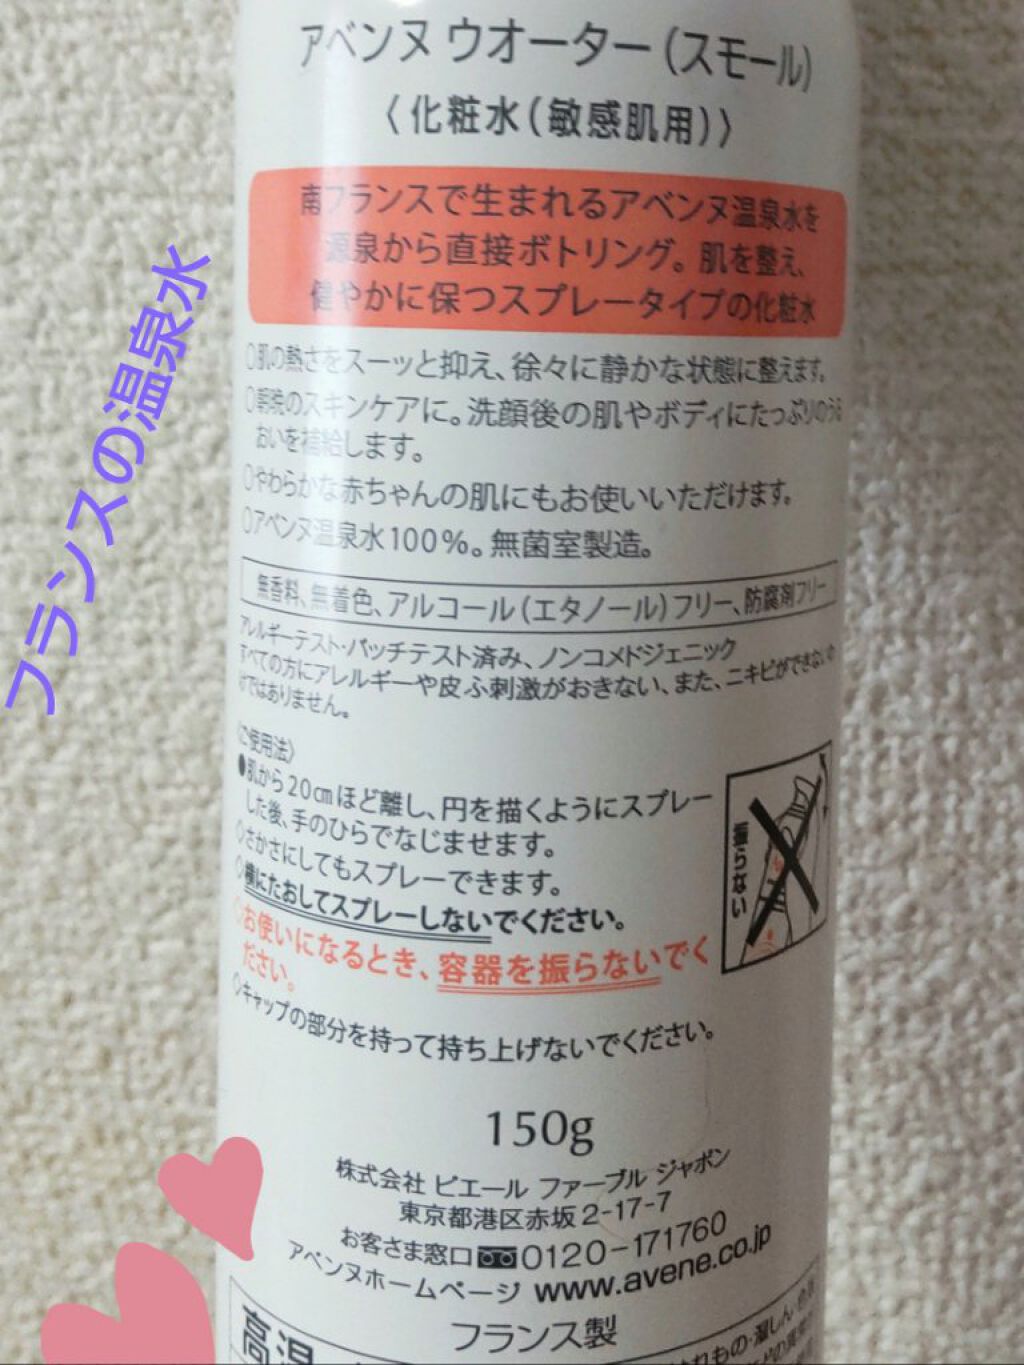 アベンヌ ウオーター(スモール)
〈化粧水(敏感肌用)〉
南フランスで生まれるアベンヌ温泉水を
源泉から直接ボトリング。肌を整え、
健やかに保つスプレータイプの化粧水
○肌の熱さをスーッと抑え、徐々に静かな状態に整えます。
○朝晩のスキンケアに。洗顔後の肌やボディにたっぷりのうる
おいを補給します。
○やわらかな赤ちゃんの肌にもお使いいただけます。
○アベンヌ温泉水100%。無菌室製造。
無香料、無着色、アルコール(エタノール)フリー、防腐剤フリー
アレルギーテスト・パッチテスト済み、ノンコメドジェニック
すべての方にアレルギーや皮ふ刺激がおきない、また、ニキビができないわ
けではありません。
〈ご使用法〉
●肌から20㎝ほど離し、円を描くようにスプレー
した後、手のひらでなじませます。
◇さかさにしてもスプレーできます。
◇横にたおしてスプレーしないでください。
◇お使いになるとき、容器を振らないでく
ださい。
◇キャップの部分を持って持ち上げないでください。
振らない
150g
株式会社 ピエール ファーブル ジャポン
東京都港区赤坂2-17-7
お客さま窓口 0120-171760
アベンヌホームページ www.avene.co.jp
フランス製
高温
フランスの温泉水